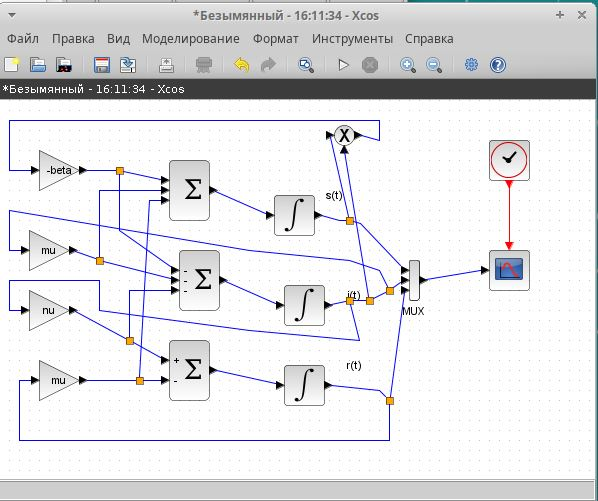 *Безымянный - 16:11:34 - Xcos
Файл Правка Вид Моделирование Формат Инструменты Справка
*Безымянный - 16:11:34 - Xcos
X
-beta
Σ
∫
s(t)
mu
Σ
∫
i(t)
MUX
nu
Σ
+
-
∫
r(t)
mu
-
-
-